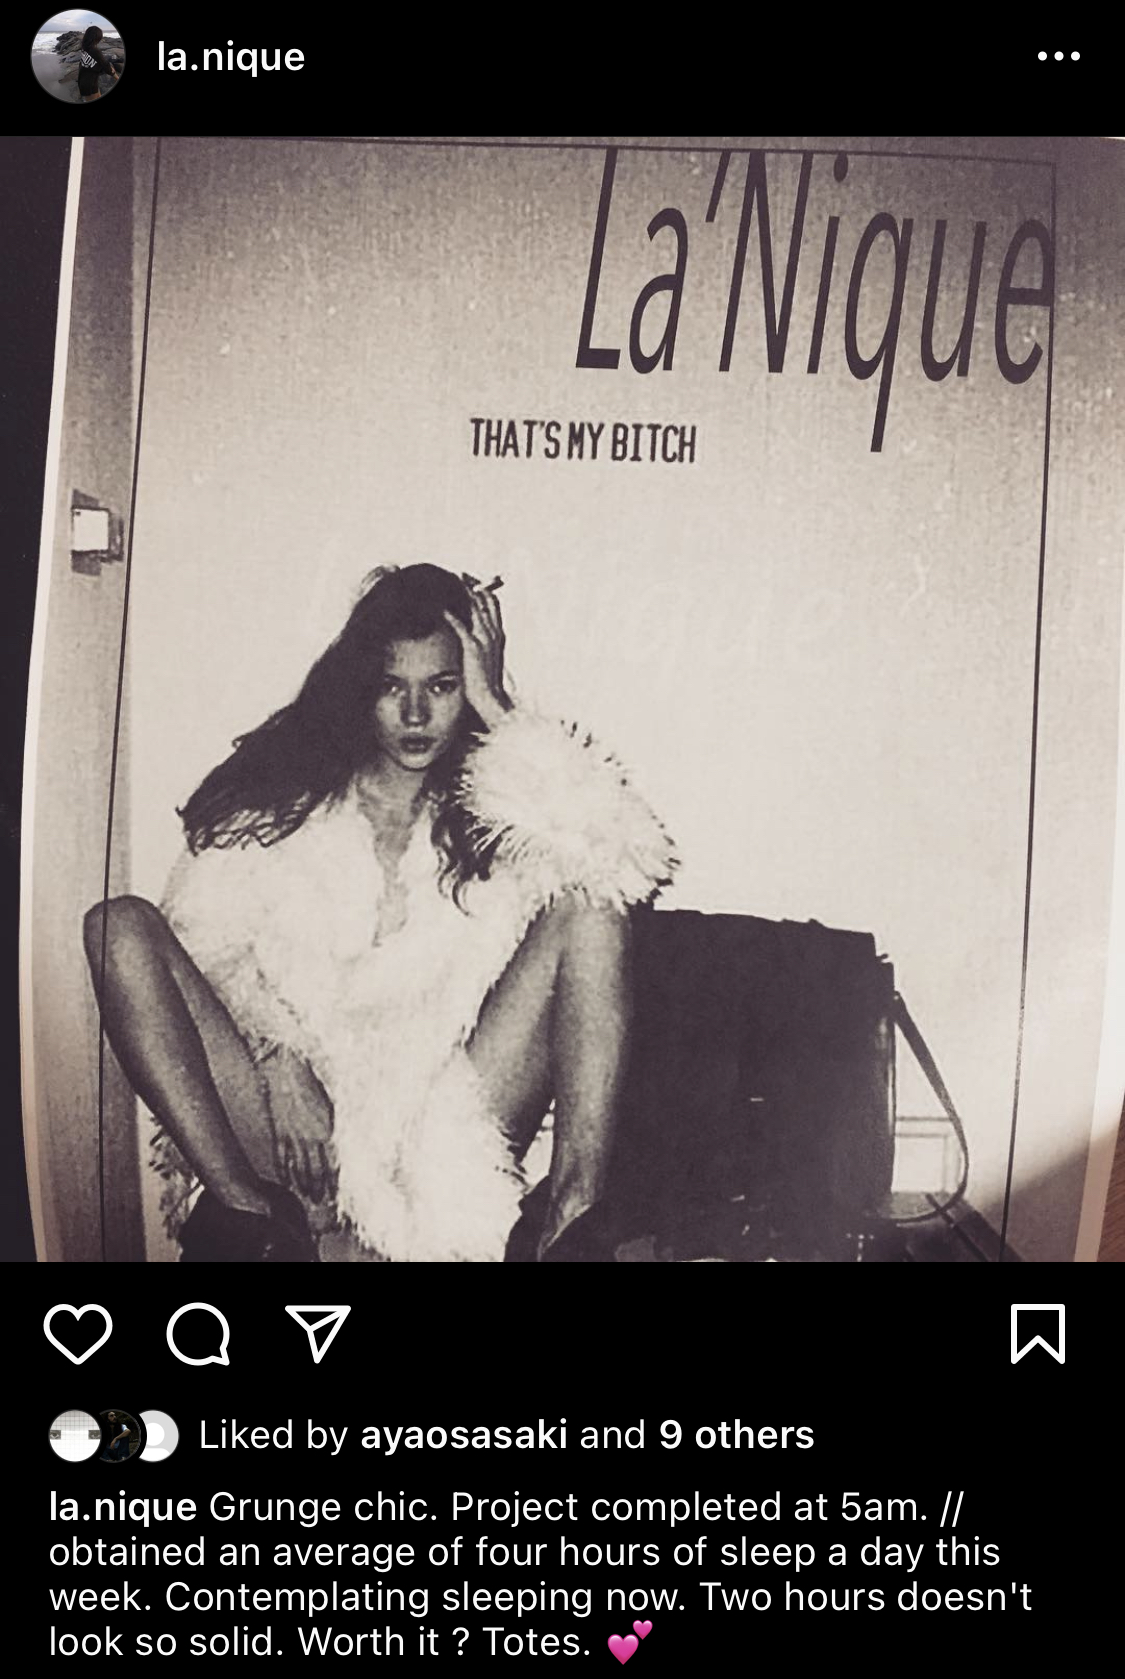 la.nique
La'Nique
THAT'S MY BITCH
Liked by ayaosasaki and 9 others
la.nique Grunge chic. Project completed at 5am. //
obtained an average of four hours of sleep a day this
week. Contemplating sleeping now. Two hours doesn't
look so solid. Worth it ? Totes. 💕